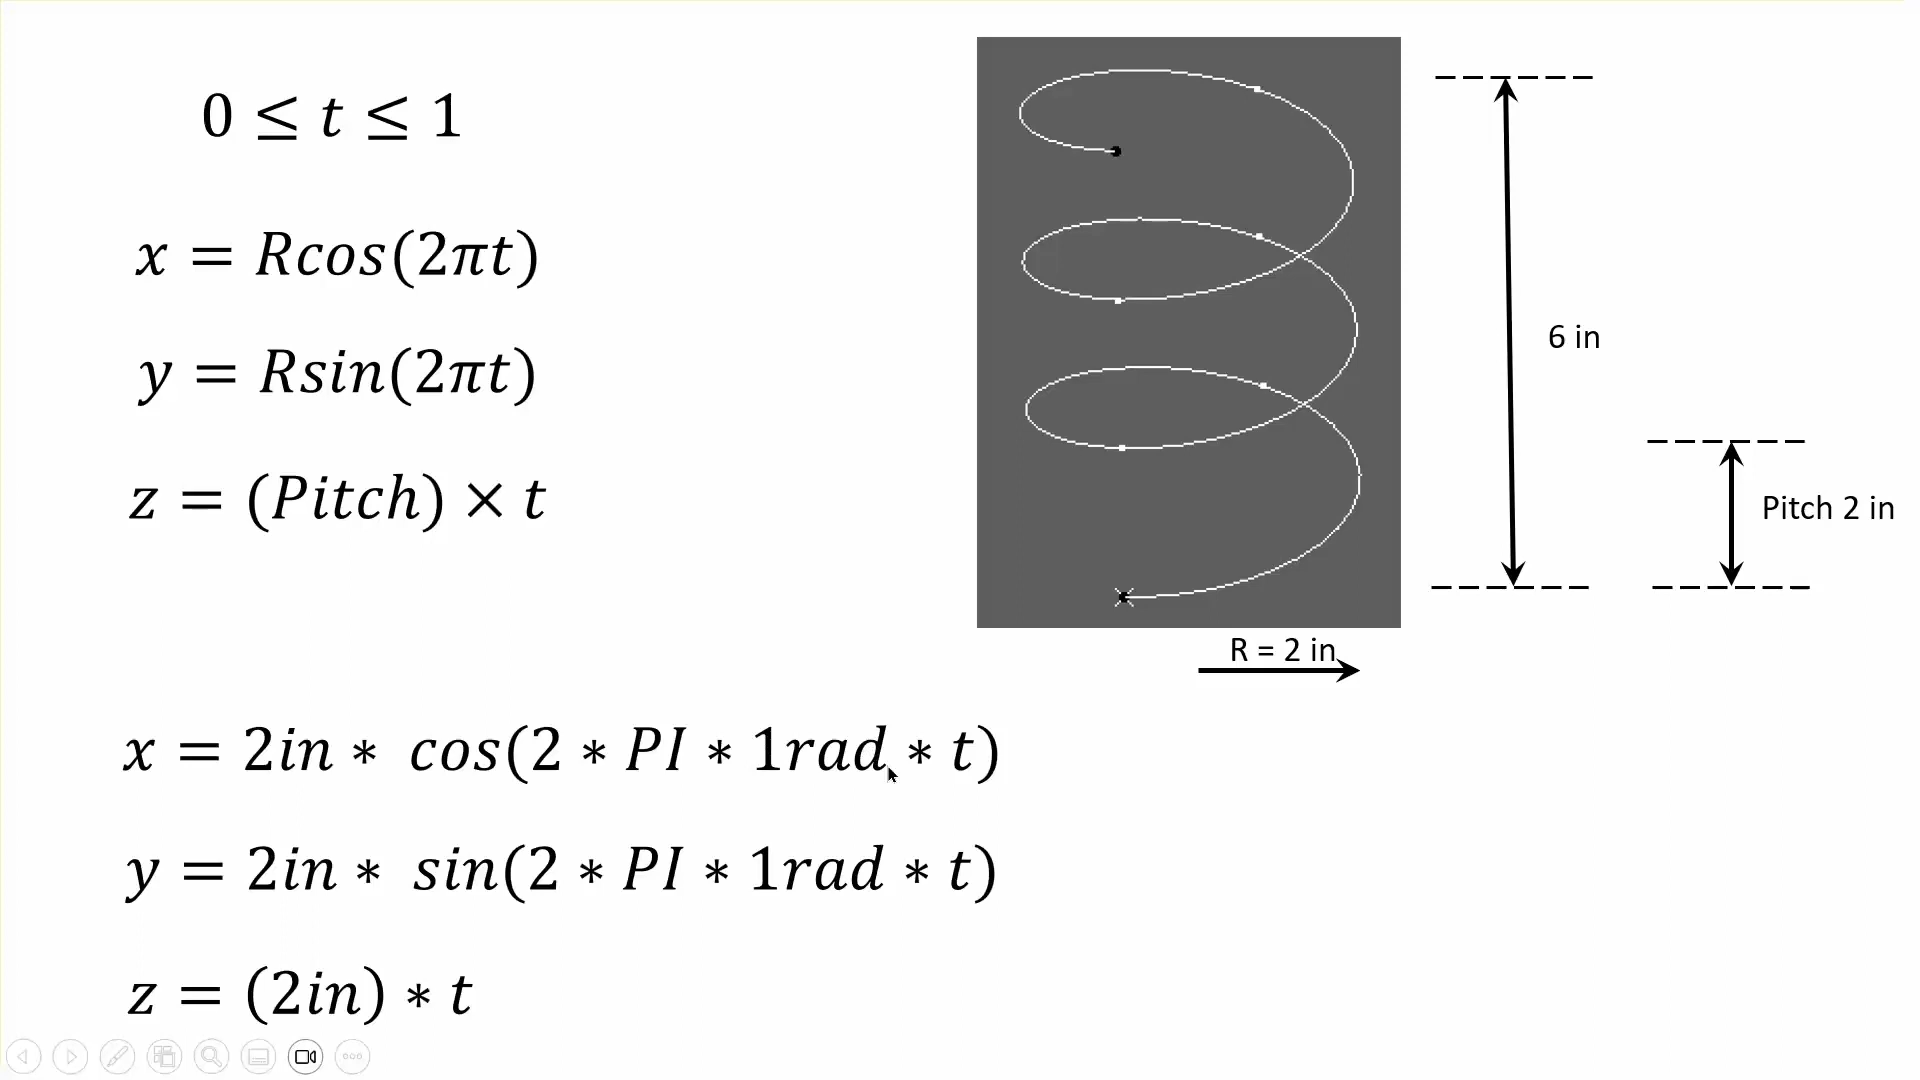 0 ≤ t ≤ 1
x = Rcos(2πt)
y = Rsin(2πt)
z = (Pitch) × t
6 in
Pitch 2 in
R = 2 in
x = 2in * cos(2 * PI * 1rad * t)
y = 2in * sin(2 * PI * 1rad * t)
z = (2in) * t